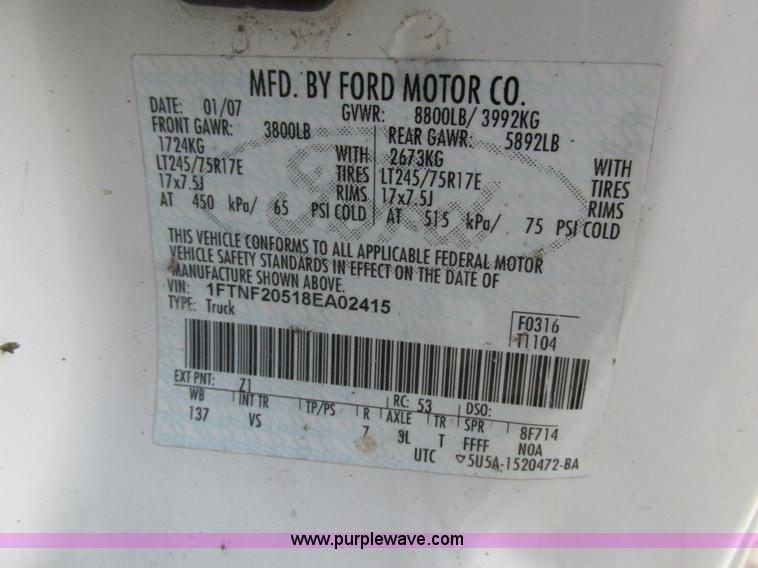 MFD. BY FORD MOTOR CO.
DATE: 01/07 GVWR: 8800LB/ 3992KG
FRONT GAWR: 3800LB REAR GAWR: 5892LB
1724KG WITH 2673KG WITH
LT245/75R17E TIRES LT245/75R17E TIRES
17x7.5J RIMS 17x7.5J RIMS
AT 450 kPa/ 65 PSI COLD AT 515 kPa/ 75 PSI COLD
THIS VEHICLE CONFORMS TO ALL APPLICABLE FEDERAL MOTOR
VEHICLE SAFETY STANDARDS IN EFFECT ON THE DATE OF
MANUFACTURE SHOWN ABOVE.
VIN: 1FTNF20518EA02415
TYPE: Truck
F0316
T1104
EXT PNT: Z1 RC: 53 DSO:
WB INT TR TP/PS R AXLE TR SPR 8F714
137 VS 7 3L T FFFF N0A
UTC ▽5U5A-1520472-BA
www.purplewave.com